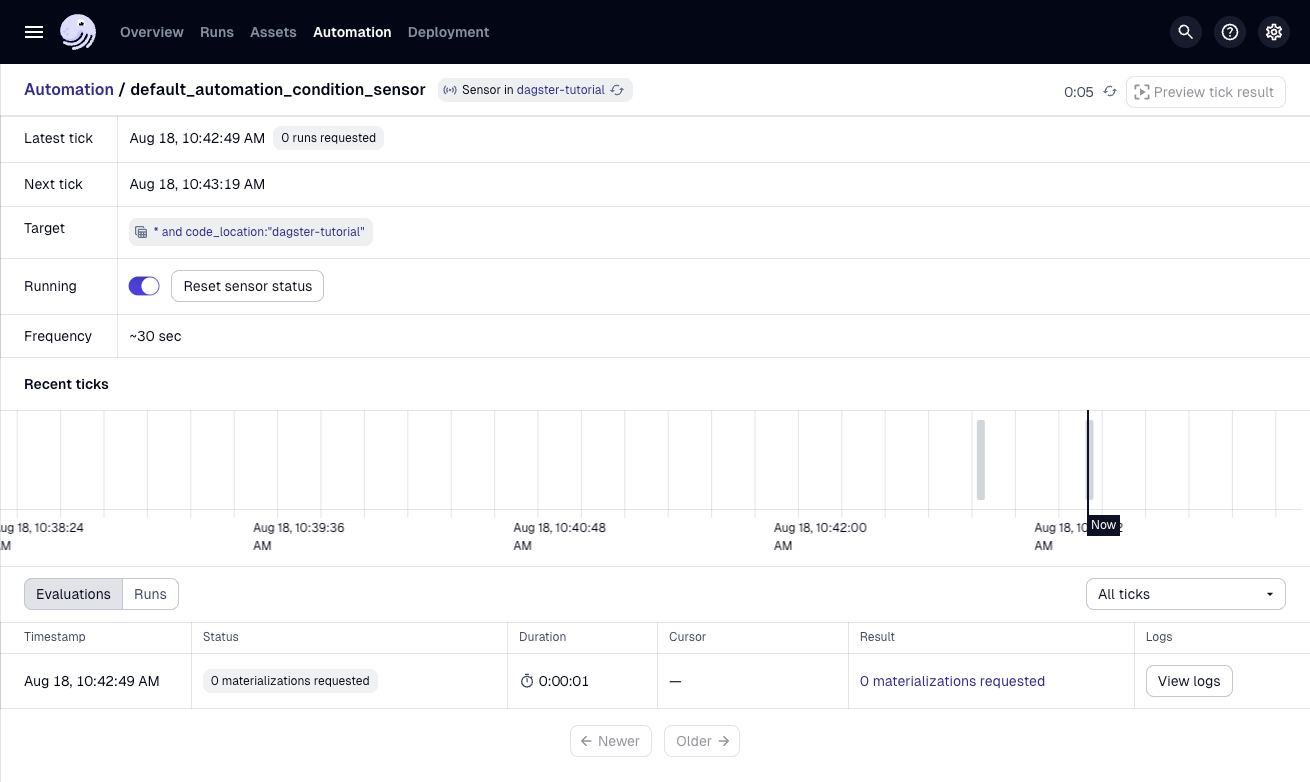 Overview Runs Assets Automation Deployment
Automation / default_automation_condition_sensor Sensor in dagster-tutorial 0:05 Preview tick result
Latest tick Aug 18, 10:42:49 AM 0 runs requested
Next tick Aug 18, 10:43:19 AM
Target * and code_location:"dagster-tutorial"
Running Reset sensor status
Frequency ~30 sec
Recent ticks
ug 18, 10:38:24 Aug 18, 10:39:36 Aug 18, 10:40:48 Aug 18, 10:42:00 Aug 18, 10 Now 2
M AM AM AM AM
Evaluations Runs All ticks
Timestamp Status Duration Cursor Result Logs
Aug 18, 10:42:49 AM 0 materializations requested 0:00:01 — 0 materializations requested View logs
← Newer Older →